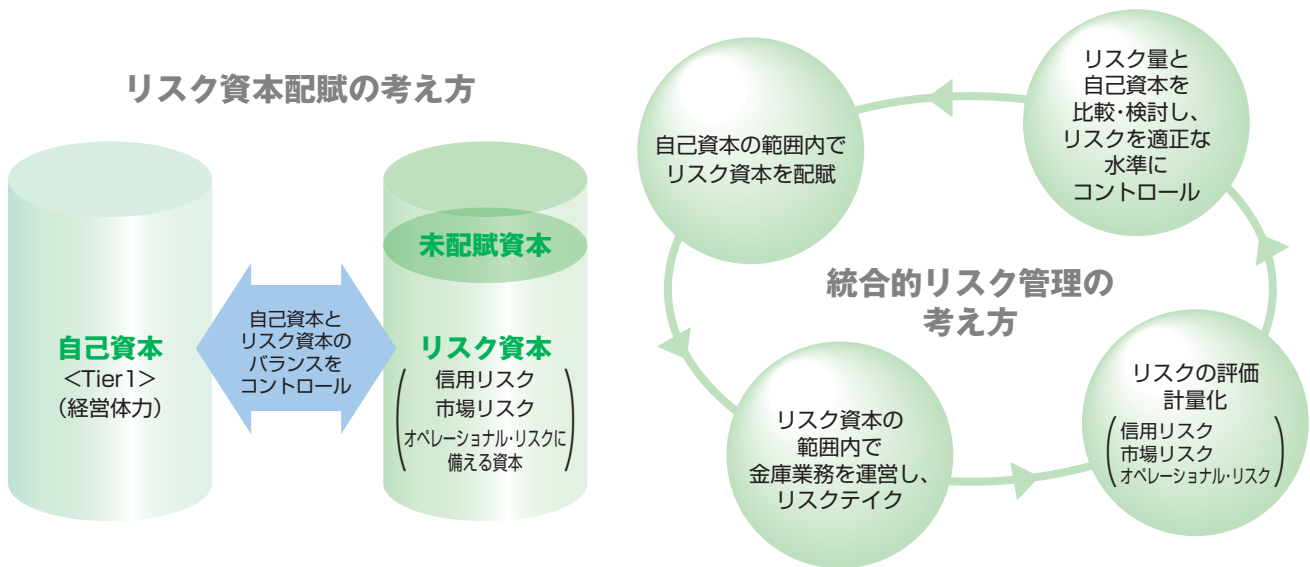 リスク資本配賦の考え方
自己資本
<Tier1>
（経営体力）
自己資本と
リスク資本の
バランスを
コントロール
未配賦資本
リスク資本
信用リスク
市場リスク
オペレーショナル・リスクに
備える資本
統合的リスク管理の
考え方
自己資本の範囲内で
リスク資本を配賦
リスク資本の
範囲内で
金庫業務を運営し、
リスクテイク
リスクの評価
計量化
信用リスク
市場リスク
オペレーショナル・リスク
リスク量と
自己資本を
比較・検討し、
リスクを適正な
水準に
コントロール